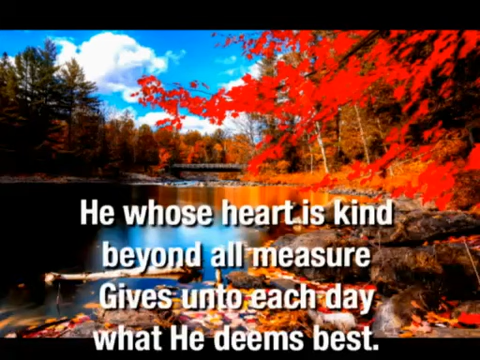 He whose heart is kind
beyond all measure
Gives unto each day
what He deems best.